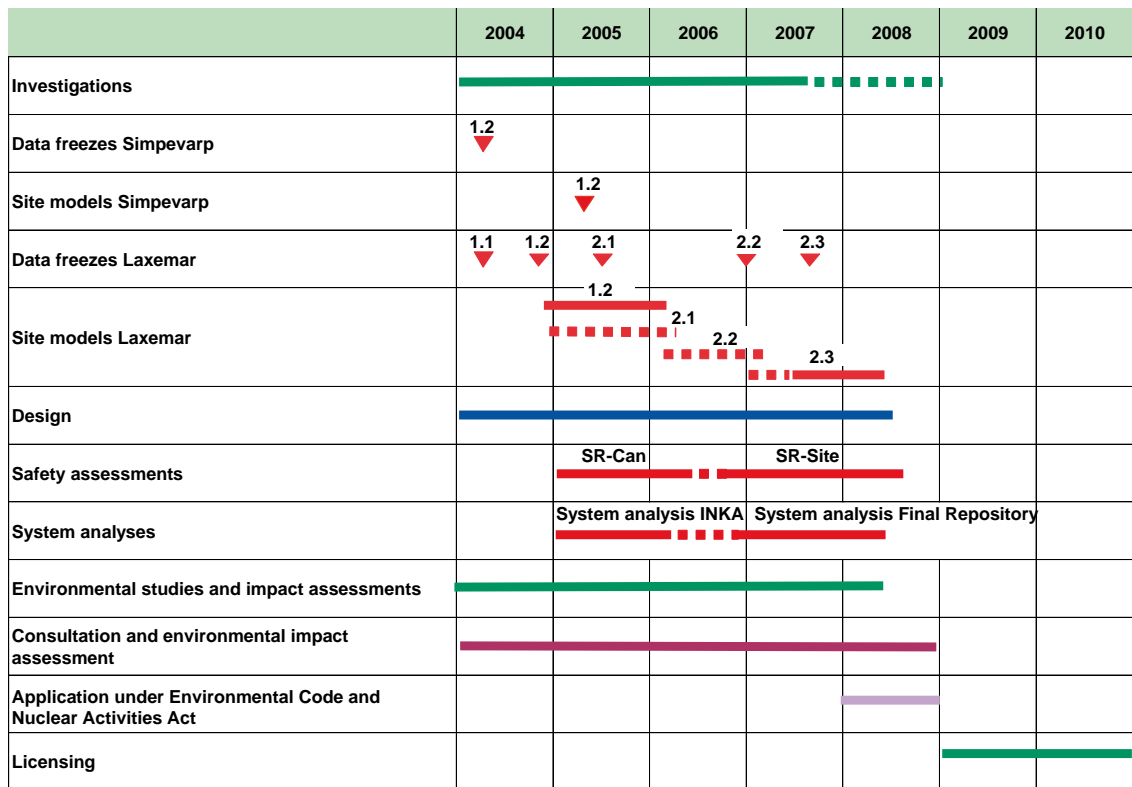 2004 2005 2006 2007 2008 2009 2010
Investigations
1.2
Data freezes Simpevarp
1.2
Site models Simpevarp
1.1 1.2 2.1 2.2 2.3
Data freezes Laxemar
1.2
2.1
Site models Laxemar
2.2
2.3
Design
SR-Can SR-Site
Safety assessments
System analysis INKA System analysis Final Repository
System analyses
Environmental studies and impact assessments
Consultation and environmental impact
assessment
Application under Environmental Code and
Nuclear Activities Act
Licensing